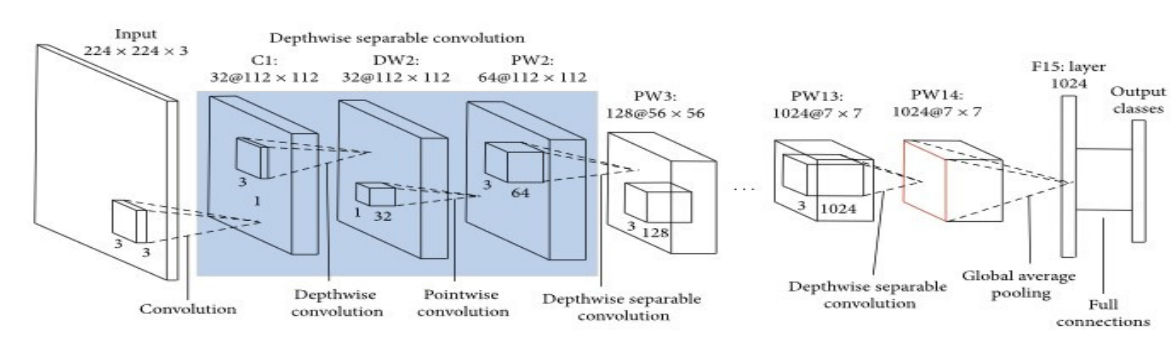 Input
224 × 224 × 3
Depthwise separable convolution
C1:
32@112 × 112
DW2:
32@112 × 112
PW2:
64@112 × 112
PW3:
128@56 × 56
PW13:
1024@7 × 7
PW14:
1024@7 × 7
F15: layer
1024
Output
classes
3
3
3
1
1
32
3
64
3
128
...
3
1024
Convolution
Depthwise
convolution
Pointwise
convolution
Depthwise separable
convolution
Depthwise separable
convolution
Global average
pooling
Full
connections